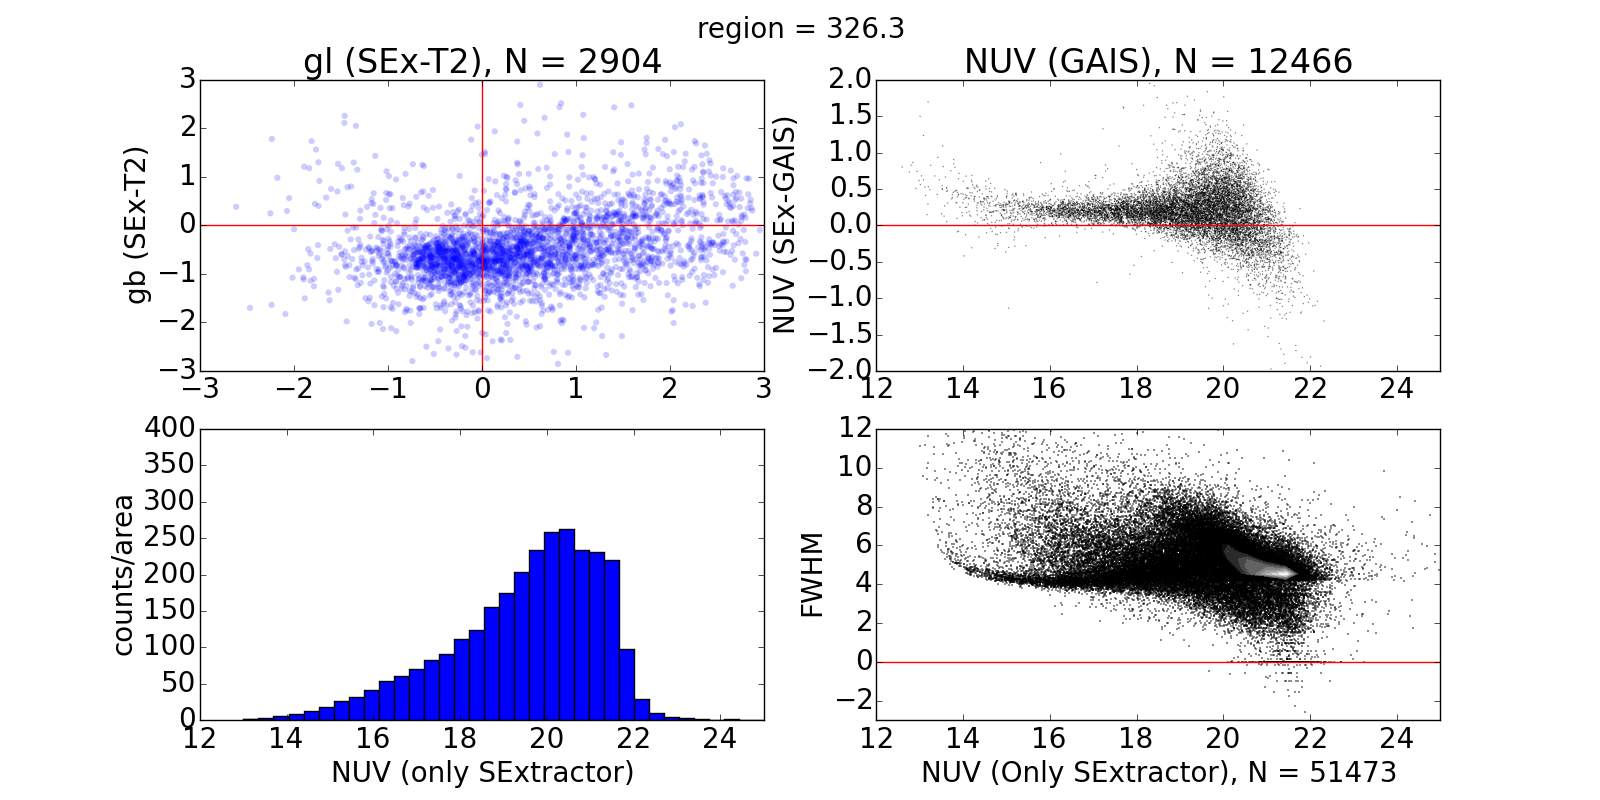 region = 326.3
gl (SEx-T2), N = 2904
NUV (GAIS), N = 12466
gb (SEx-T2)
3
2
1
0
−1
−2
−3
−3 −2 −1 0 1 2 3
NUV (SEx-GAIS)
2.0
1.5
1.0
0.5
0.0
−0.5
−1.0
−1.5
−2.0
12 14 16 18 20 22 24
counts/area
400
350
300
250
200
150
100
50
0
12 14 16 18 20 22 24
NUV (only SExtractor)
FWHM
12
10
8
6
4
2
0
−2
12 14 16 18 20 22 24
NUV (Only SExtractor), N = 51473